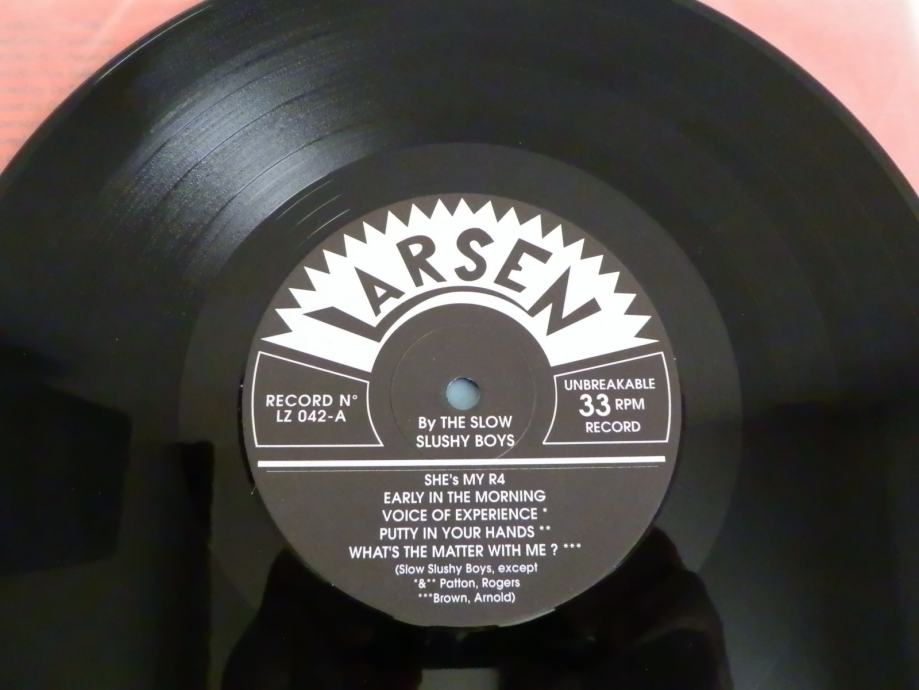 LARSEN
RECORD N°
LZ 042-A
By THE SLOW
SLUSHY BOYS
UNBREAKABLE
33 RPM
RECORD
SHE's MY R4
EARLY IN THE MORNING
VOICE OF EXPERIENCE *
PUTTY IN YOUR HANDS **
WHAT'S THE MATTER WITH ME ? ***
(Slow Slushy Boys, except
*&** Patton, Rogers
***Brown, Arnold)